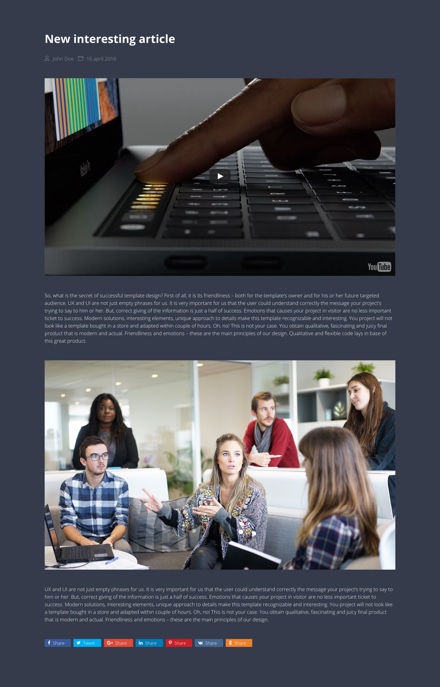 New interesting article
John Doe 16 april 2016
YouTube
So, what is the secret of successful template design? First of all, it is its friendliness – both for the template's owner and for his or her future targeted
audience. UX and UI are not just empty phrases for us. It is very important for us that the user could understand correctly the message your project's
trying to say to him or her. But, correct giving of the information is just a half of success. Emotions that causes your project in visitor are no less important
ticket to success. Modern solutions, interesting elements, unique approach to details make this template recognizable and interesting. You project will not
look like a template bought in a store and adapted within couple of hours. Oh, no! This is not your case. You obtain qualitative, fascinating and juicy final
product that is modern and actual. Friendliness and emotions – these are the main principles of our design. Qualitative and flexible code lays in base of
this great product.
UX and UI are not just empty phrases for us. It is very important for us that the user could understand correctly the message your project's trying to say to
him or her. But, correct giving of the information is just a half of success. Emotions that causes your project in visitor are no less important ticket to
success. Modern solutions, interesting elements, unique approach to details make this template recognizable and interesting. You project will not look like
a template bought in a store and adapted within couple of hours. Oh, no! This is not your case. You obtain qualitative, fascinating and juicy final product
that is modern and actual. Friendliness and emotions – these are the main principles of our design.
Share Tweet Share Share Share Share Share